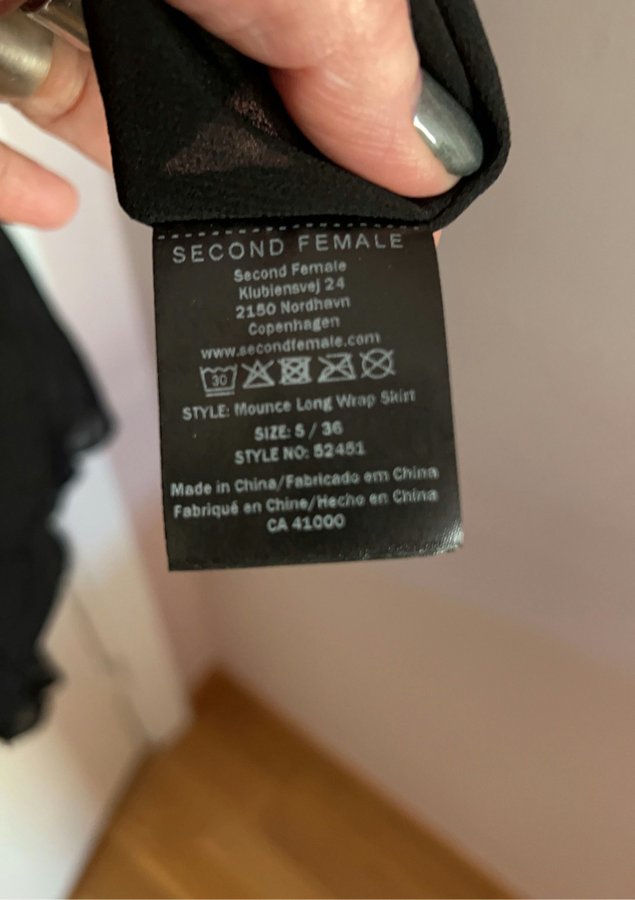 SECOND FEMALE
Second Female
Klubiensvej 24
2150 Nordhavn
Copenhagen
www.secondfemale.com
30
STYLE: Mounce Long Wrap Skirt
SIZE: S / 36
STYLE NO: 52451
Made in China/Fabricado em China
Fabriqué en Chine/Hecho en China
CA 41000